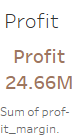 Profit
Profit
24.66M
Sum of prof-
it_margin.